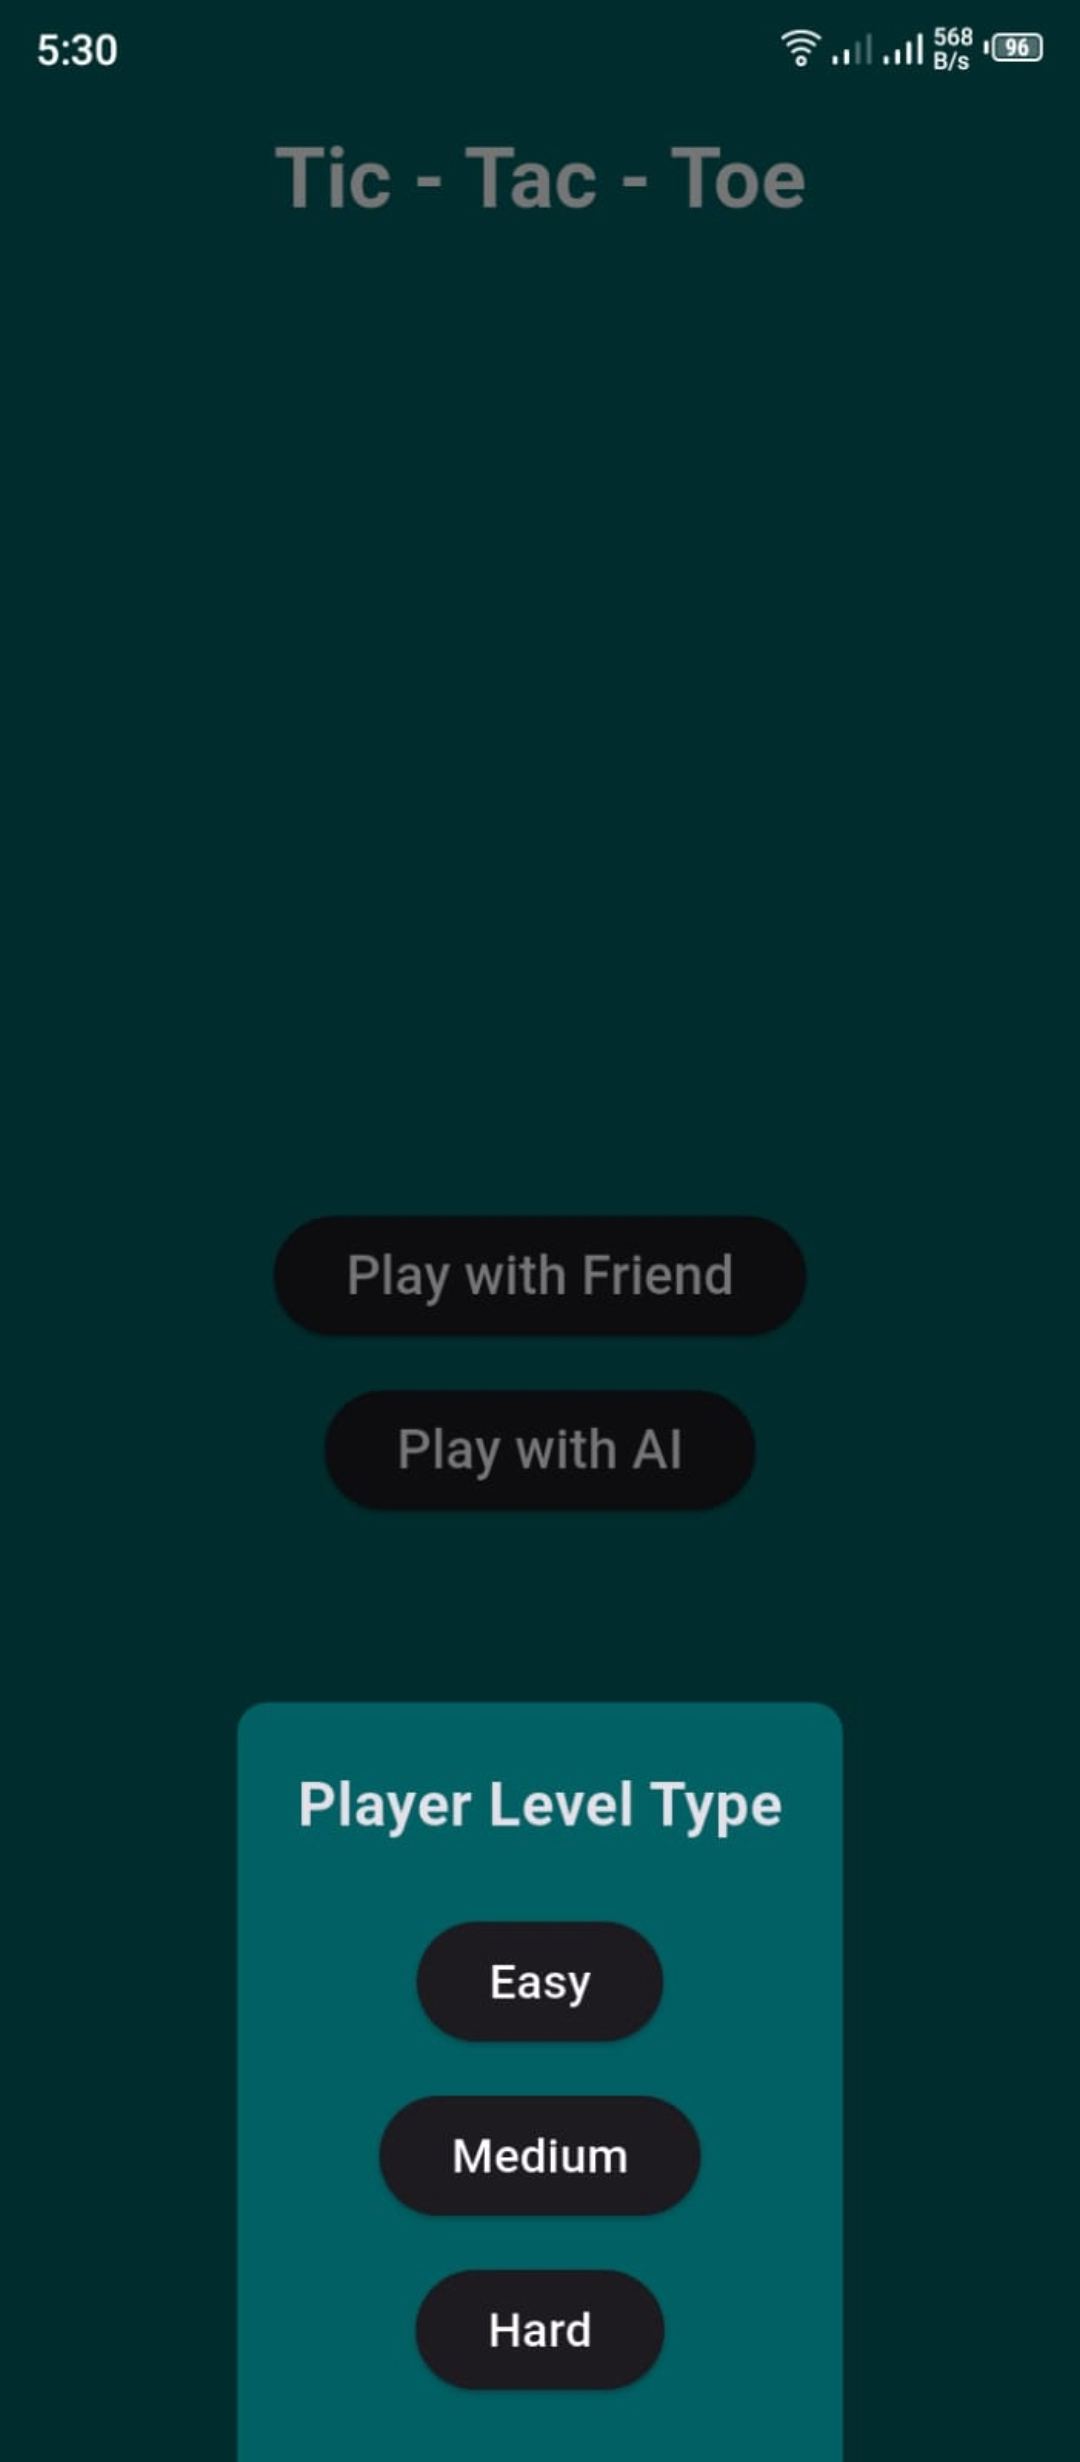 5:30
568
B/s
96
Tic - Tac - Toe
Play with Friend
Play with AI
Player Level Type
Easy
Medium
Hard